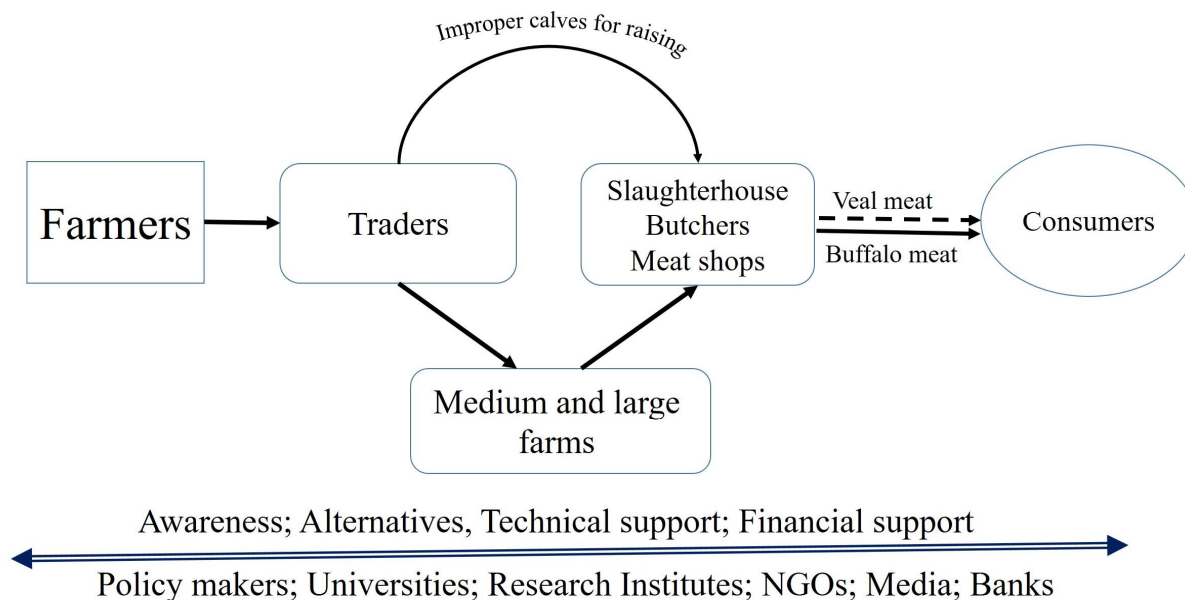 Improper calves for raising
Farmers
Traders
Slaughterhouse
Butchers
Meat shops
Veal meat
Buffalo meat
Consumers
Medium and large
farms
Awareness; Alternatives, Technical support; Financial support
Policy makers; Universities; Research Institutes; NGOs; Media; Banks